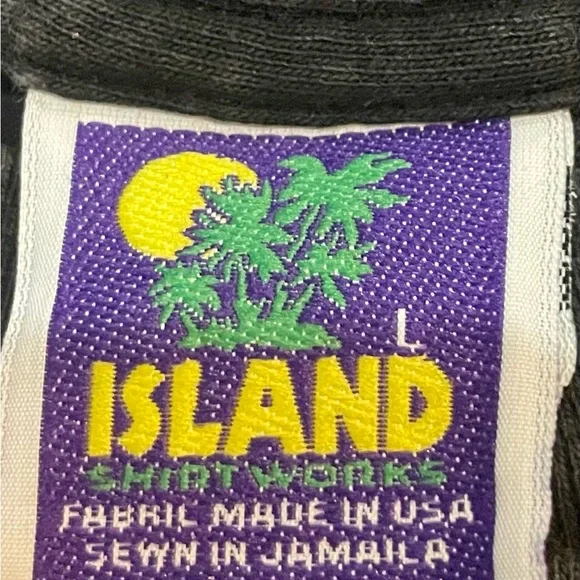 L
ISLAND
SHIRT WORKS
FABRIC MADE IN USA
SEWN IN JAMAICA